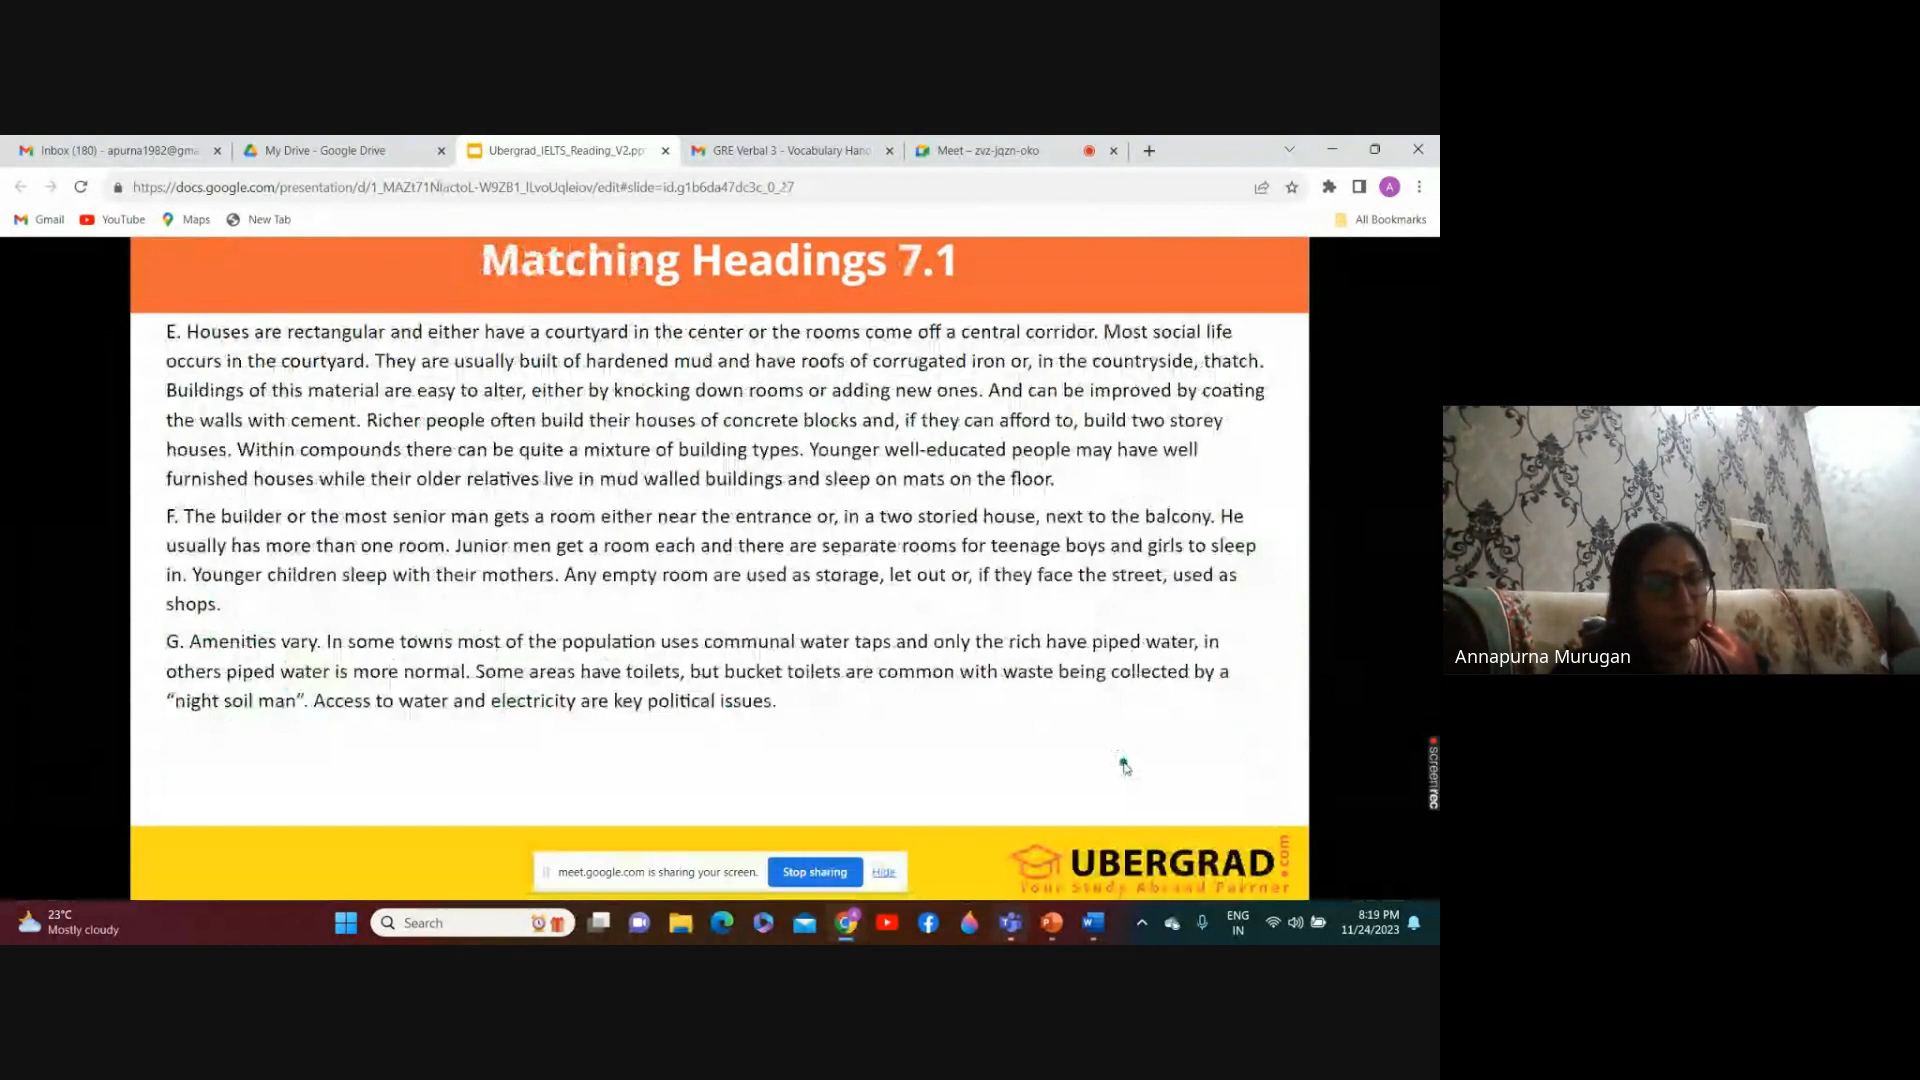 Inbox (180) - apurna1982@gma
My Drive - Google Drive
Ubergrad_IELTS_Reading_V2.pp
GRE Verbal 3 - Vocabulary Hand
Meet – zvz-jqzn-oko
Gmail
YouTube
Maps
New Tab
All Bookmarks
Matching Headings 7.1
E. Houses are rectangular and either have a courtyard in the center or the rooms come off a central corridor. Most social life
occurs in the courtyard. They are usually built of hardened mud and have roofs of corrugated iron or, in the countryside, thatch.
Buildings of this material are easy to alter, either by knocking down rooms or adding new ones. And can be improved by coating
the walls with cement. Richer people often build their houses of concrete blocks and, if they can afford to, build two storey
houses. Within compounds there can be quite a mixture of building types. Younger well-educated people may have well
furnished houses while their older relatives live in mud walled buildings and sleep on mats on the floor.
F. The builder or the most senior man gets a room either near the entrance or, in a two storied house, next to the balcony. He
usually has more than one room. Junior men get a room each and there are separate rooms for teenage boys and girls to sleep
in. Younger children sleep with their mothers. Any empty room are used as storage, let out or, if they face the street, used as
shops.
G. Amenities vary. In some towns most of the population uses communal water taps and only the rich have piped water, in
others piped water is more normal. Some areas have toilets, but bucket toilets are common with waste being collected by a
“night soil man”. Access to water and electricity are key political issues.
Annapurna Murugan
screenrec
meet.google.com is sharing your screen.
Stop sharing
Hide
UBERGRAD.com
Your Study Abroad Partner
23°C
Mostly cloudy
Search
ENG
IN
8:19 PM
11/24/2023